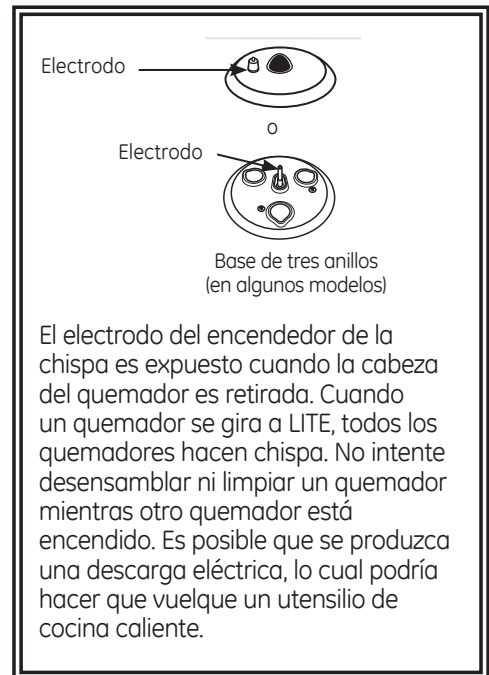 Electrodo
o
Electrodo
Base de tres anillos
(en algunos modelos)
El electrodo del encendedor de la
chispa es expuesto cuando la cabeza
del quemador es retirada. Cuando
un quemador se gira a LITE, todos los
quemadores hacen chispa. No intente
desensamblar ni limpiar un quemador
mientras otro quemador está
encendido. Es posible que se produzca
una descarga eléctrica, lo cual podría
hacer que vuelque un utensilio de
cocina caliente.